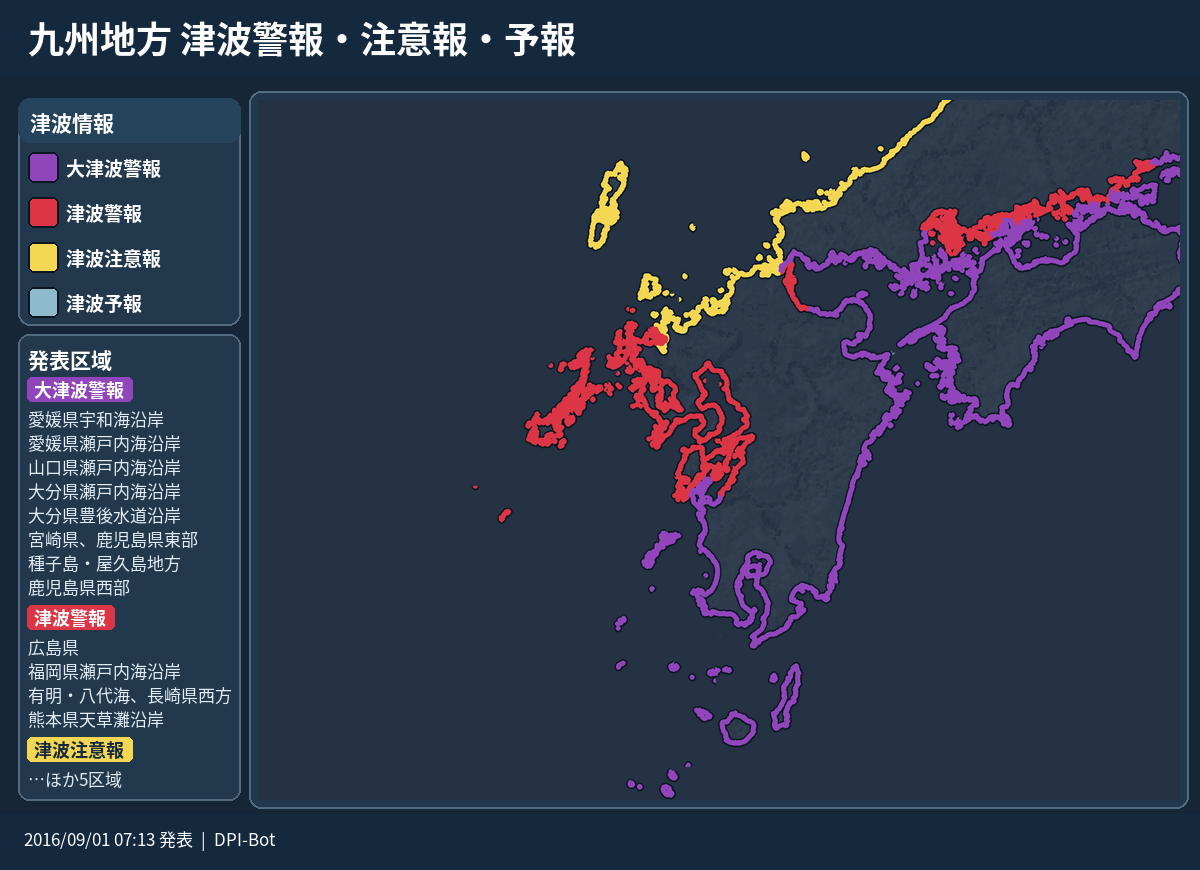 九州地方 津波警報・注意報・予報
津波情報
大津波警報
津波警報
津波注意報
津波予報
発表区域
大津波警報
愛媛県宇和海沿岸
愛媛県瀬戸内海沿岸
山口県瀬戸内海沿岸
大分県瀬戸内海沿岸
大分県豊後水道沿岸
宮崎県、鹿児島県東部
種子島・屋久島地方
鹿児島県西部
津波警報
広島県
福岡県瀬戸内海沿岸
有明・八代海、長崎県西方
熊本県天草灘沿岸
津波注意報
…ほか5区域
2016/09/01 07:13 発表 | DPI-Bot